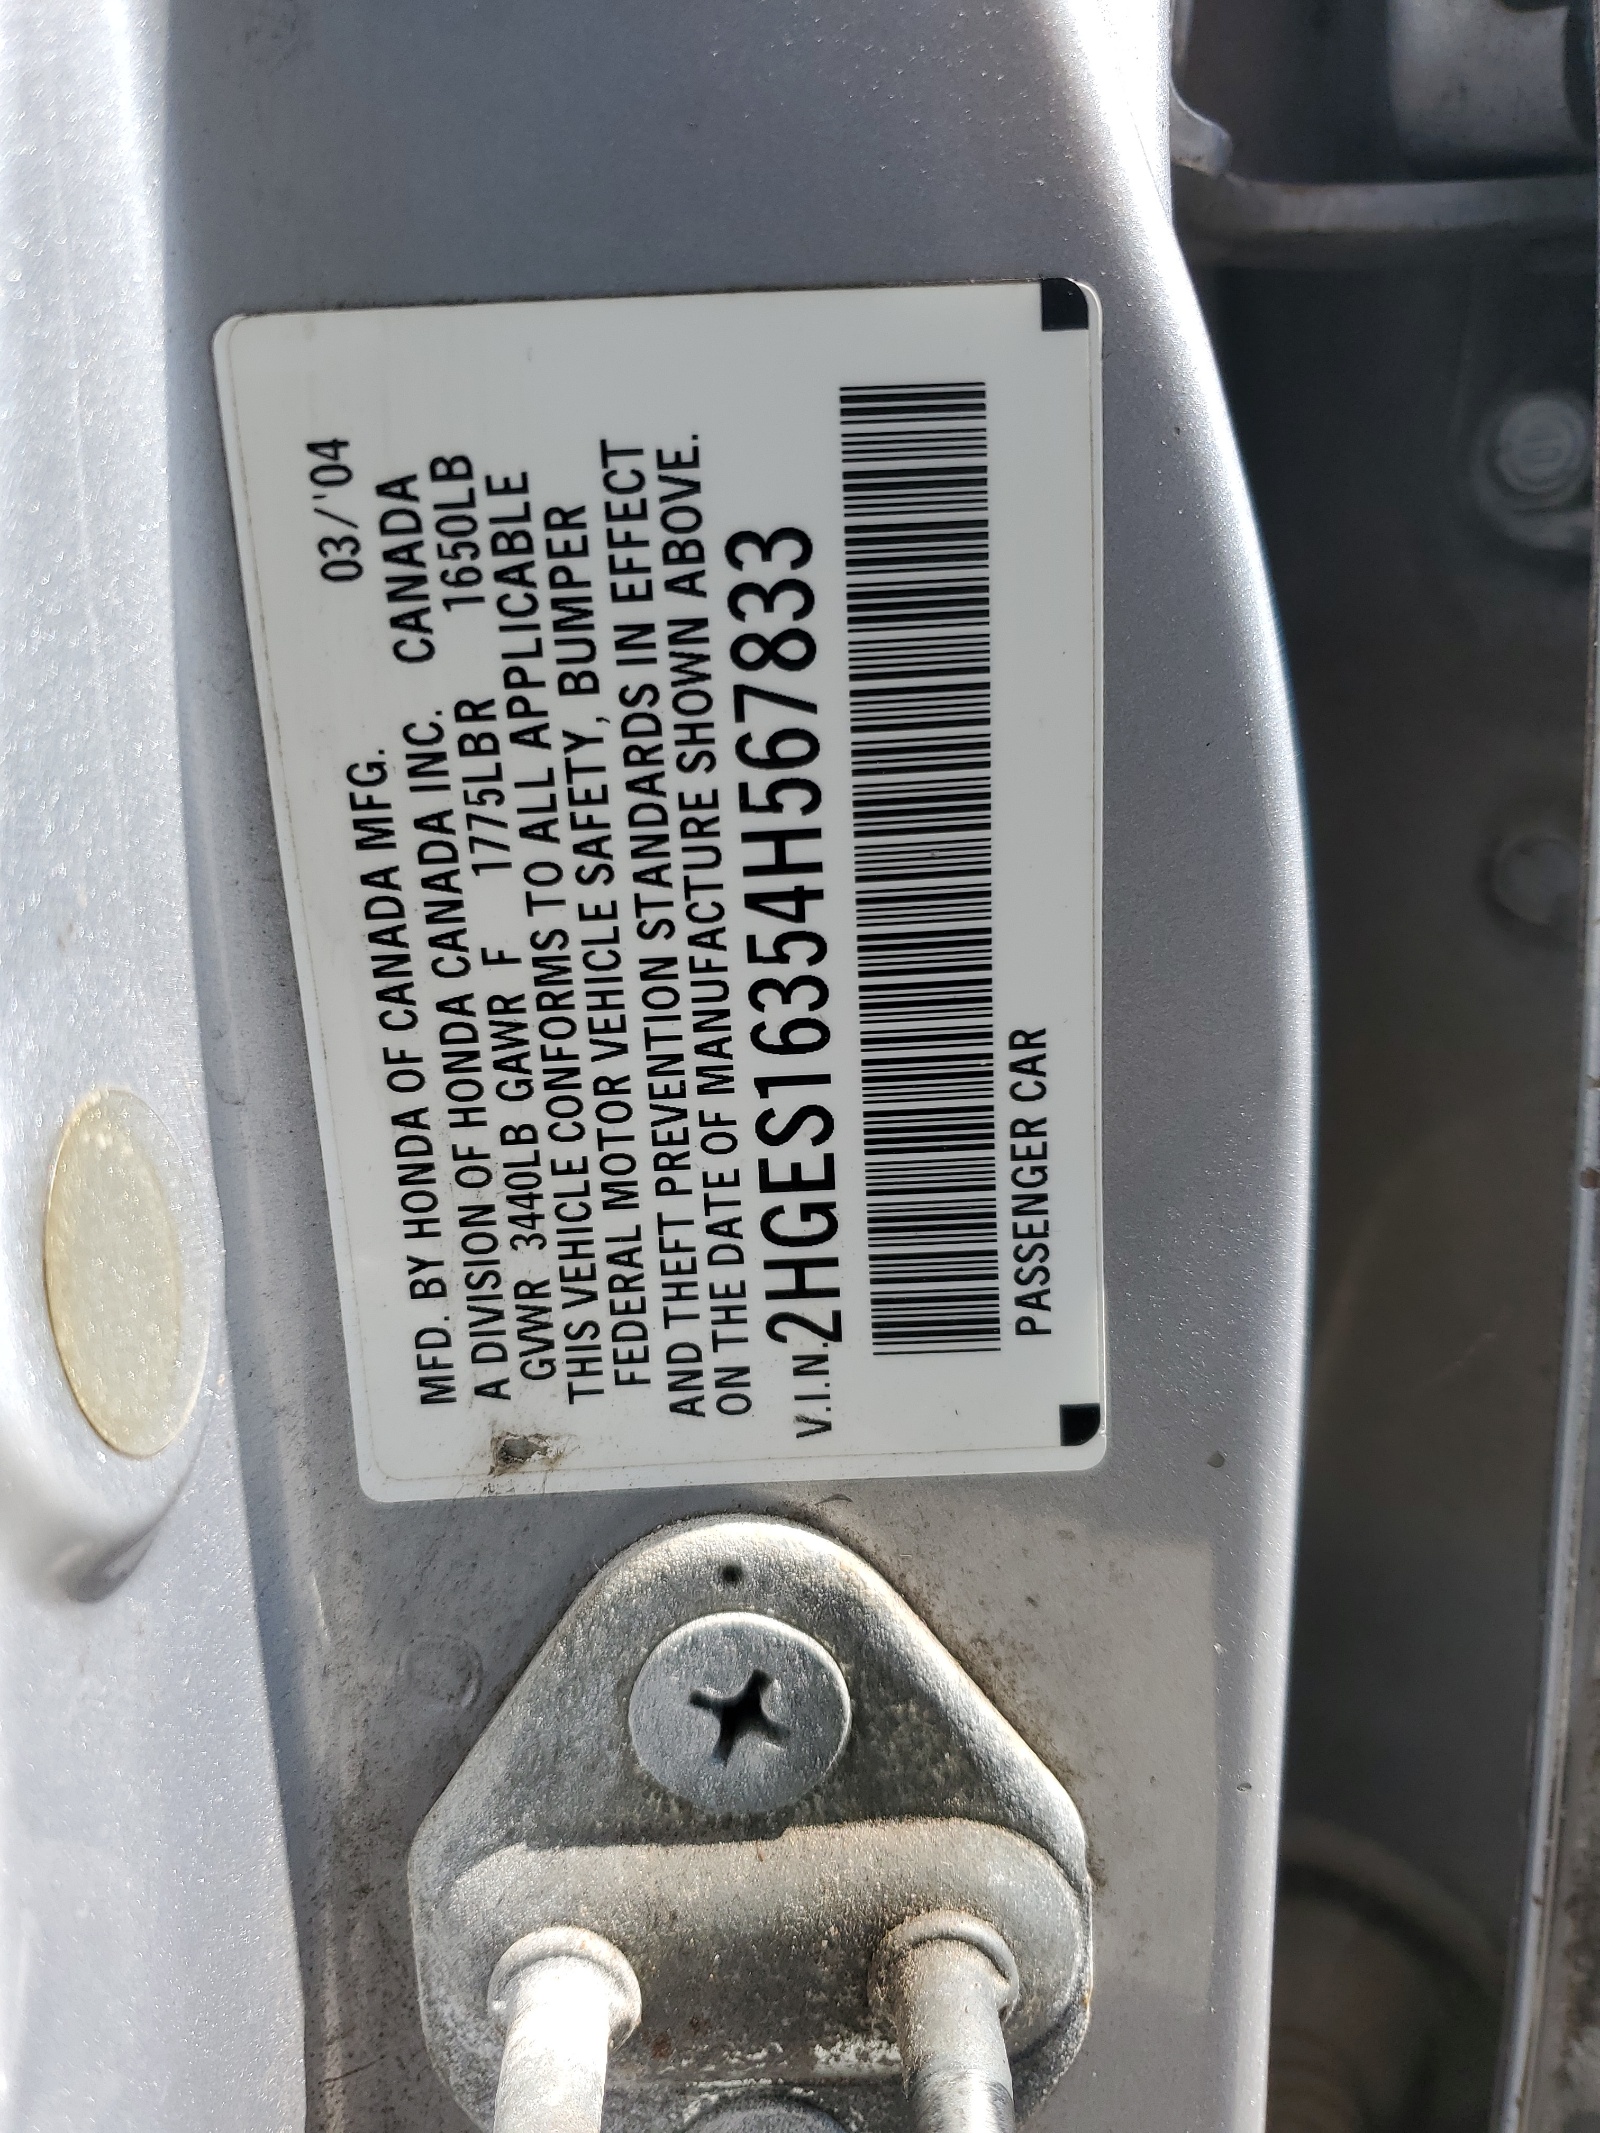 03/'04
MFD. BY HONDA OF CANADA MFG.
A DIVISION OF HONDA CANADA INC. CANADA
GVWR 3440LB GAWR F 1775LBR 1650LB
THIS VEHICLE CONFORMS TO ALL APPLICABLE
FEDERAL MOTOR VEHICLE SAFETY, BUMPER
AND THEFT PREVENTION STANDARDS IN EFFECT
ON THE DATE OF MANUFACTURE SHOWN ABOVE.
V.I.N. 2HGES16354H567833
PASSENGER CAR